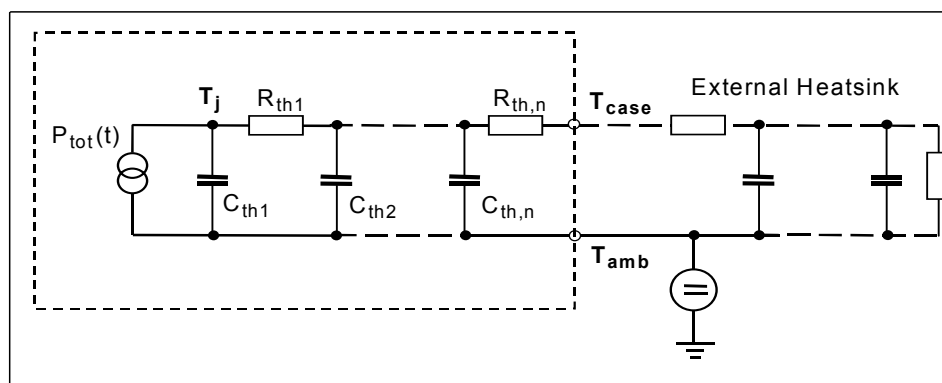 External Heatsink
T_j
R_th1
R_th,n
T_case
P_tot(t)
C_th1
C_th2
C_th,n
T_amb